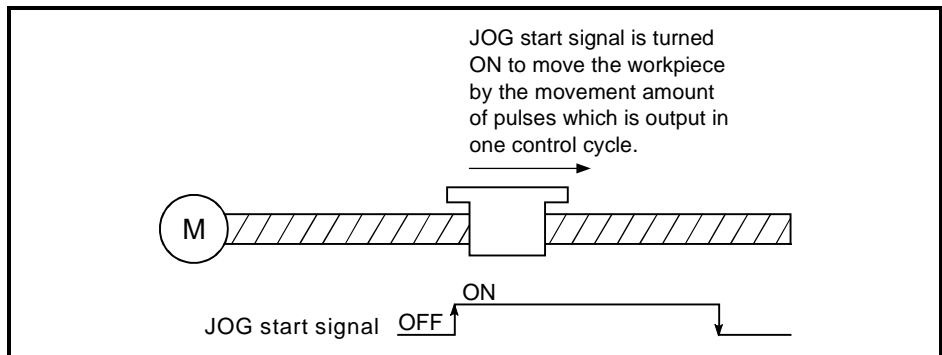 JOG start signal is turned
ON to move the workpiece
by the movement amount
of pulses which is output in
one control cycle.
M
ON
JOG start signal OFF